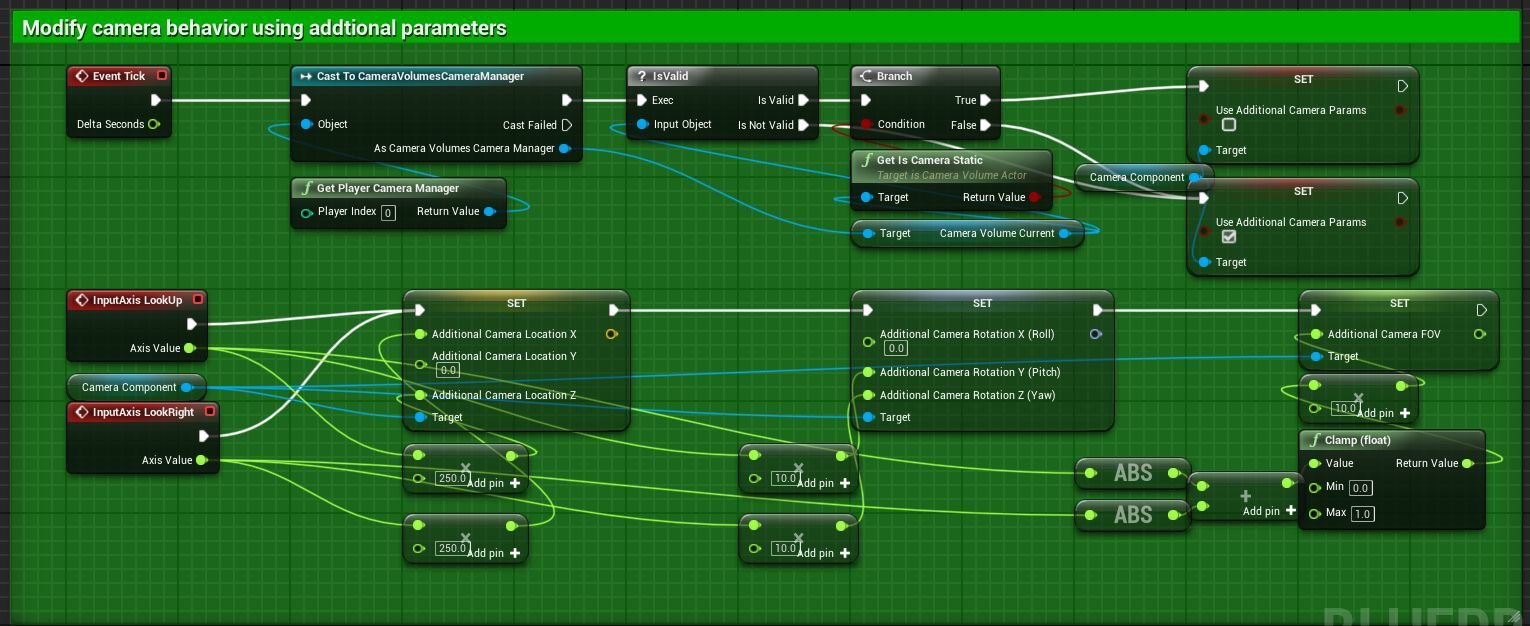 Modify camera behavior using addtional parameters
Event Tick
Delta Seconds
Cast To CameraVolumesCameraManager
Object
Cast Failed
As Camera Volumes Camera Manager
Get Player Camera Manager
Player Index 0 Return Value
? IsValid
Exec Is Valid
Input Object Is Not Valid
Branch
True
Condition False
f Get Is Camera Static
Target is Camera Volume Actor
Target Return Value
Target Camera Volume Current
Camera Component
SET
Use Additional Camera Params
Target
SET
Use Additional Camera Params
Target
InputAxis LookUp
Axis Value
Camera Component
InputAxis LookRight
Axis Value
SET
Additional Camera Location X
Additional Camera Location Y
0.0
Additional Camera Location Z
Target
250.0 Add pin +
250.0 Add pin +
SET
Additional Camera Rotation X (Roll)
0.0
Additional Camera Rotation Y (Pitch)
Additional Camera Rotation Z (Yaw)
Target
10.0 Add pin +
10.0 Add pin +
ABS
ABS
+
Add pin +
SET
Additional Camera FOV
Target
10.0 Add pin +
f Clamp (float)
Value Return Value
Min 0.0
Max 1.0